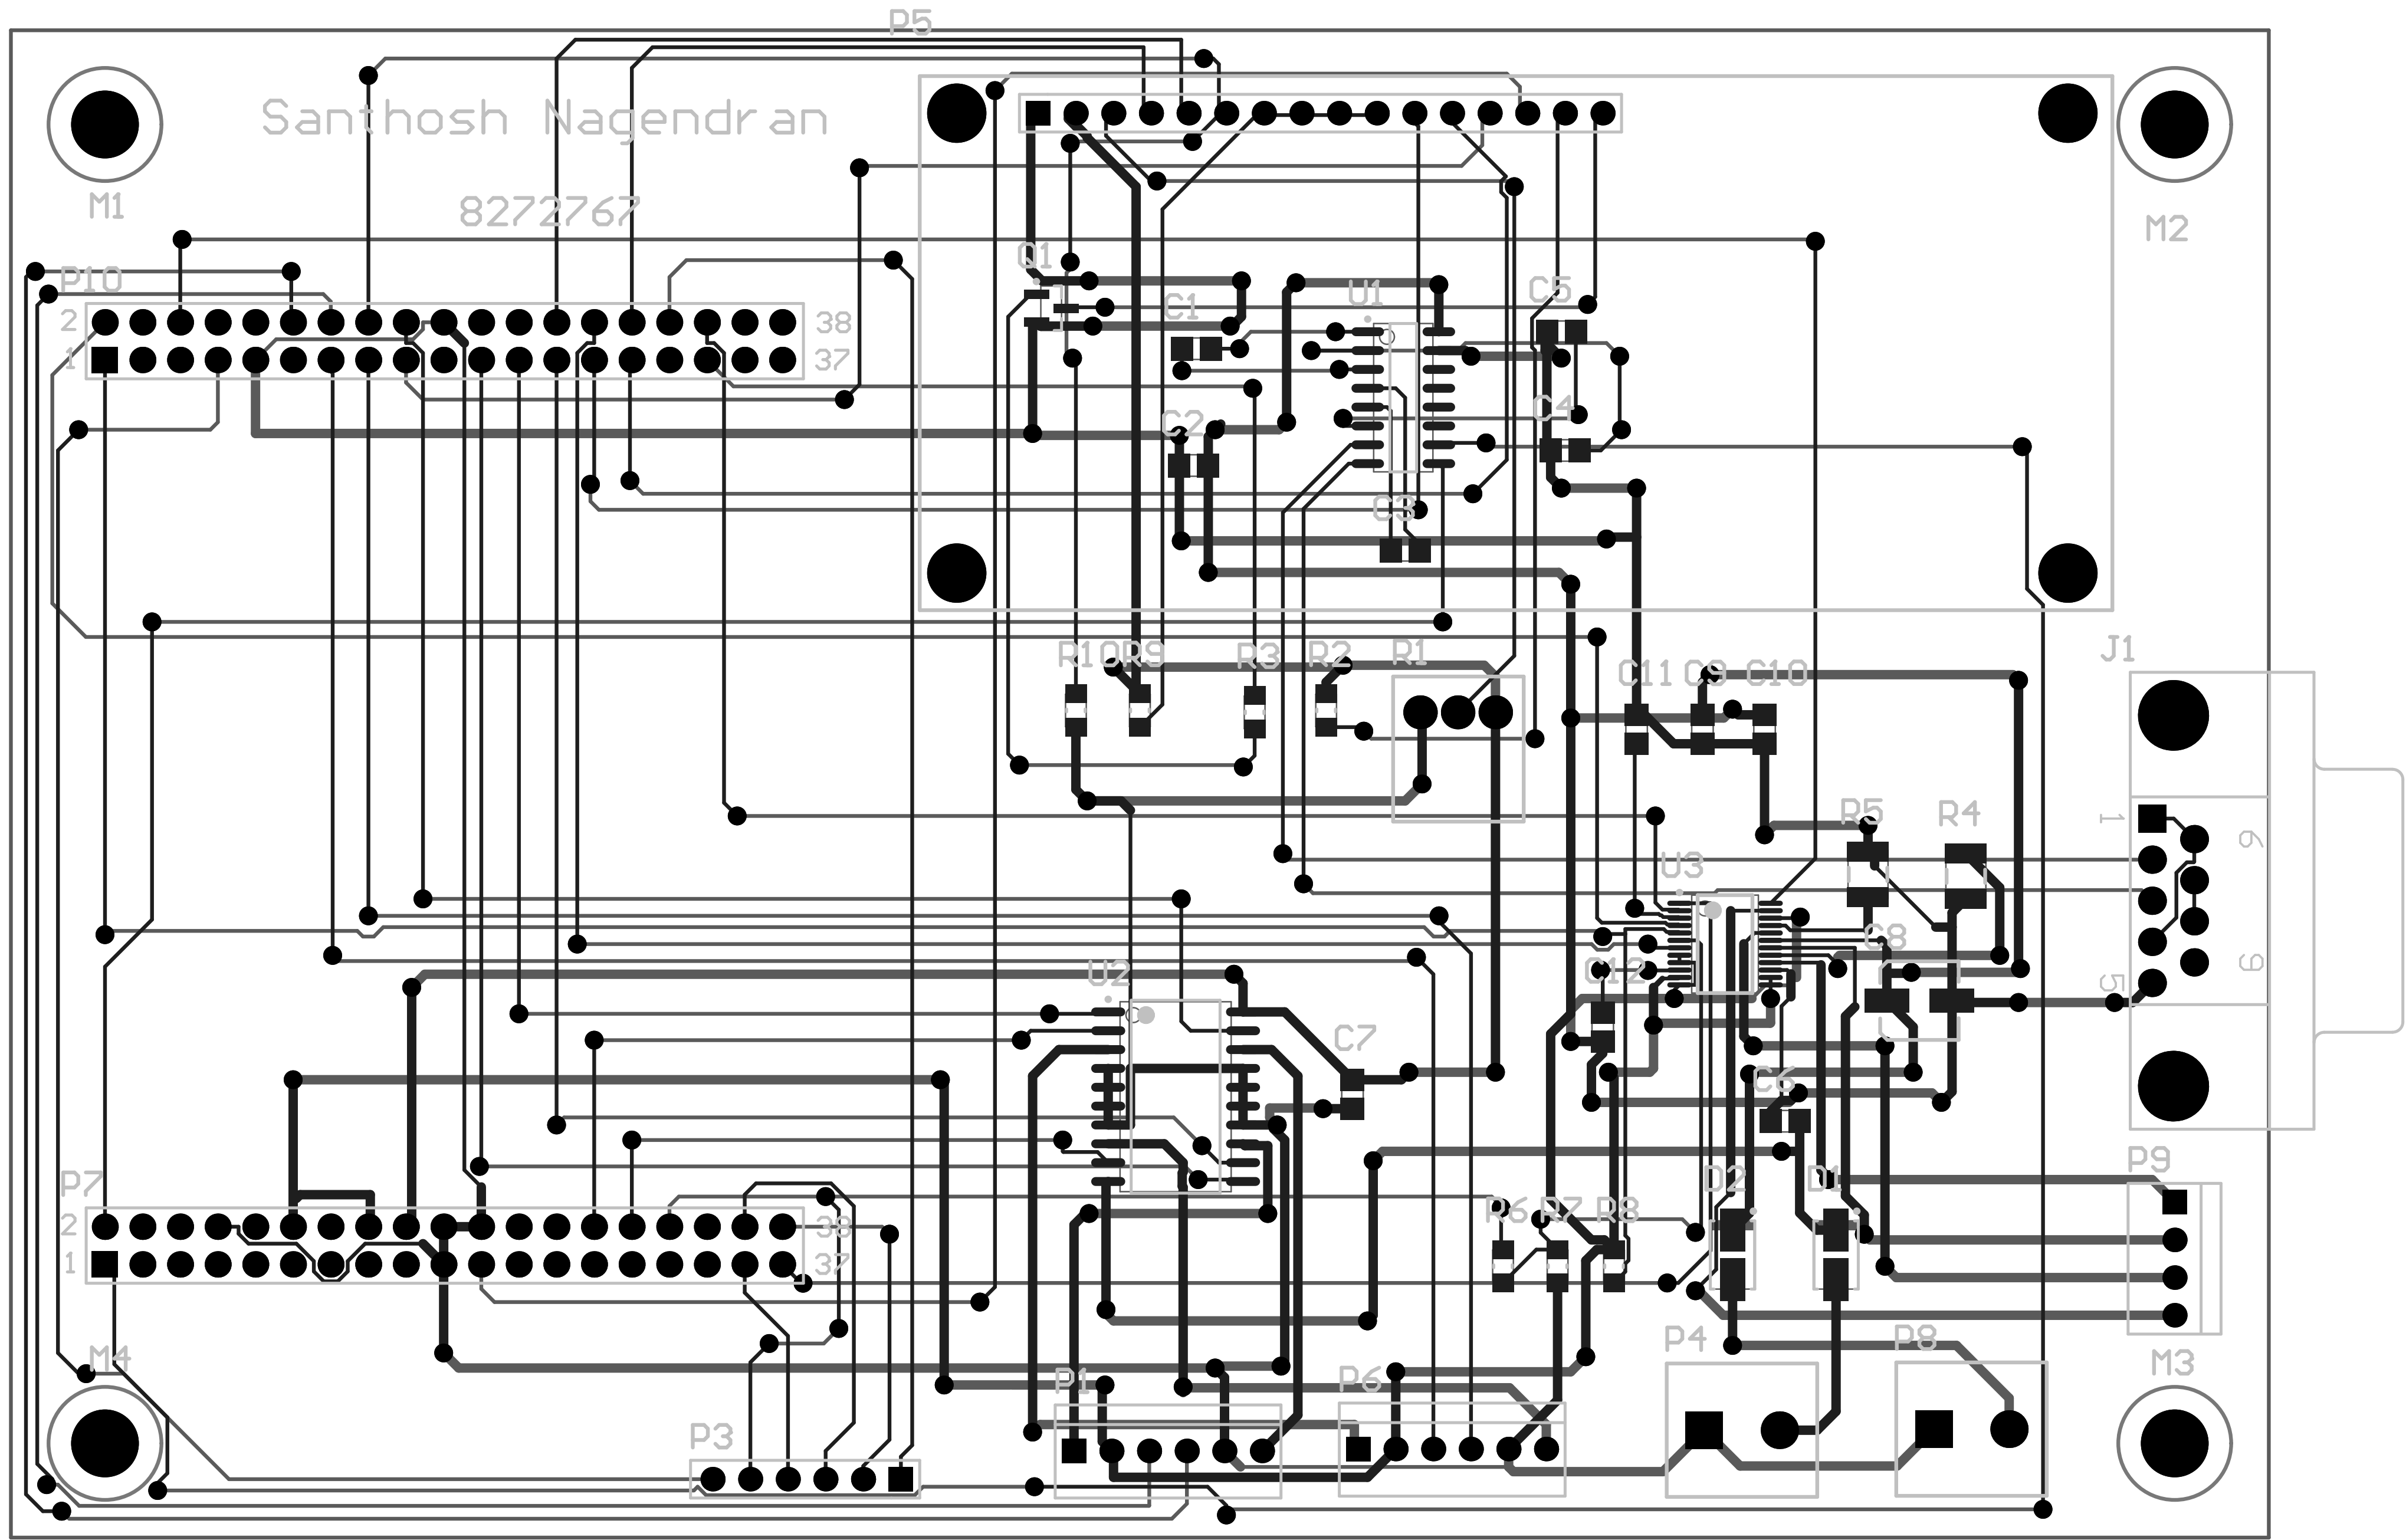 P5
Santhosh Nagendran
M1
8272767
M2
Q1
P10
C1
U1
C5
2
38
1
37
C2
C4
C3
R10
R9
R3
R2
R1
J1
C11
C9
C10
R5
R4
1
6
U3
C8
U2
C12
9
5
C7
C6
P7
D2
D1
P9
2
38
R6
R7
R8
1
37
P4
P8
M4
P1
P6
M3
P3